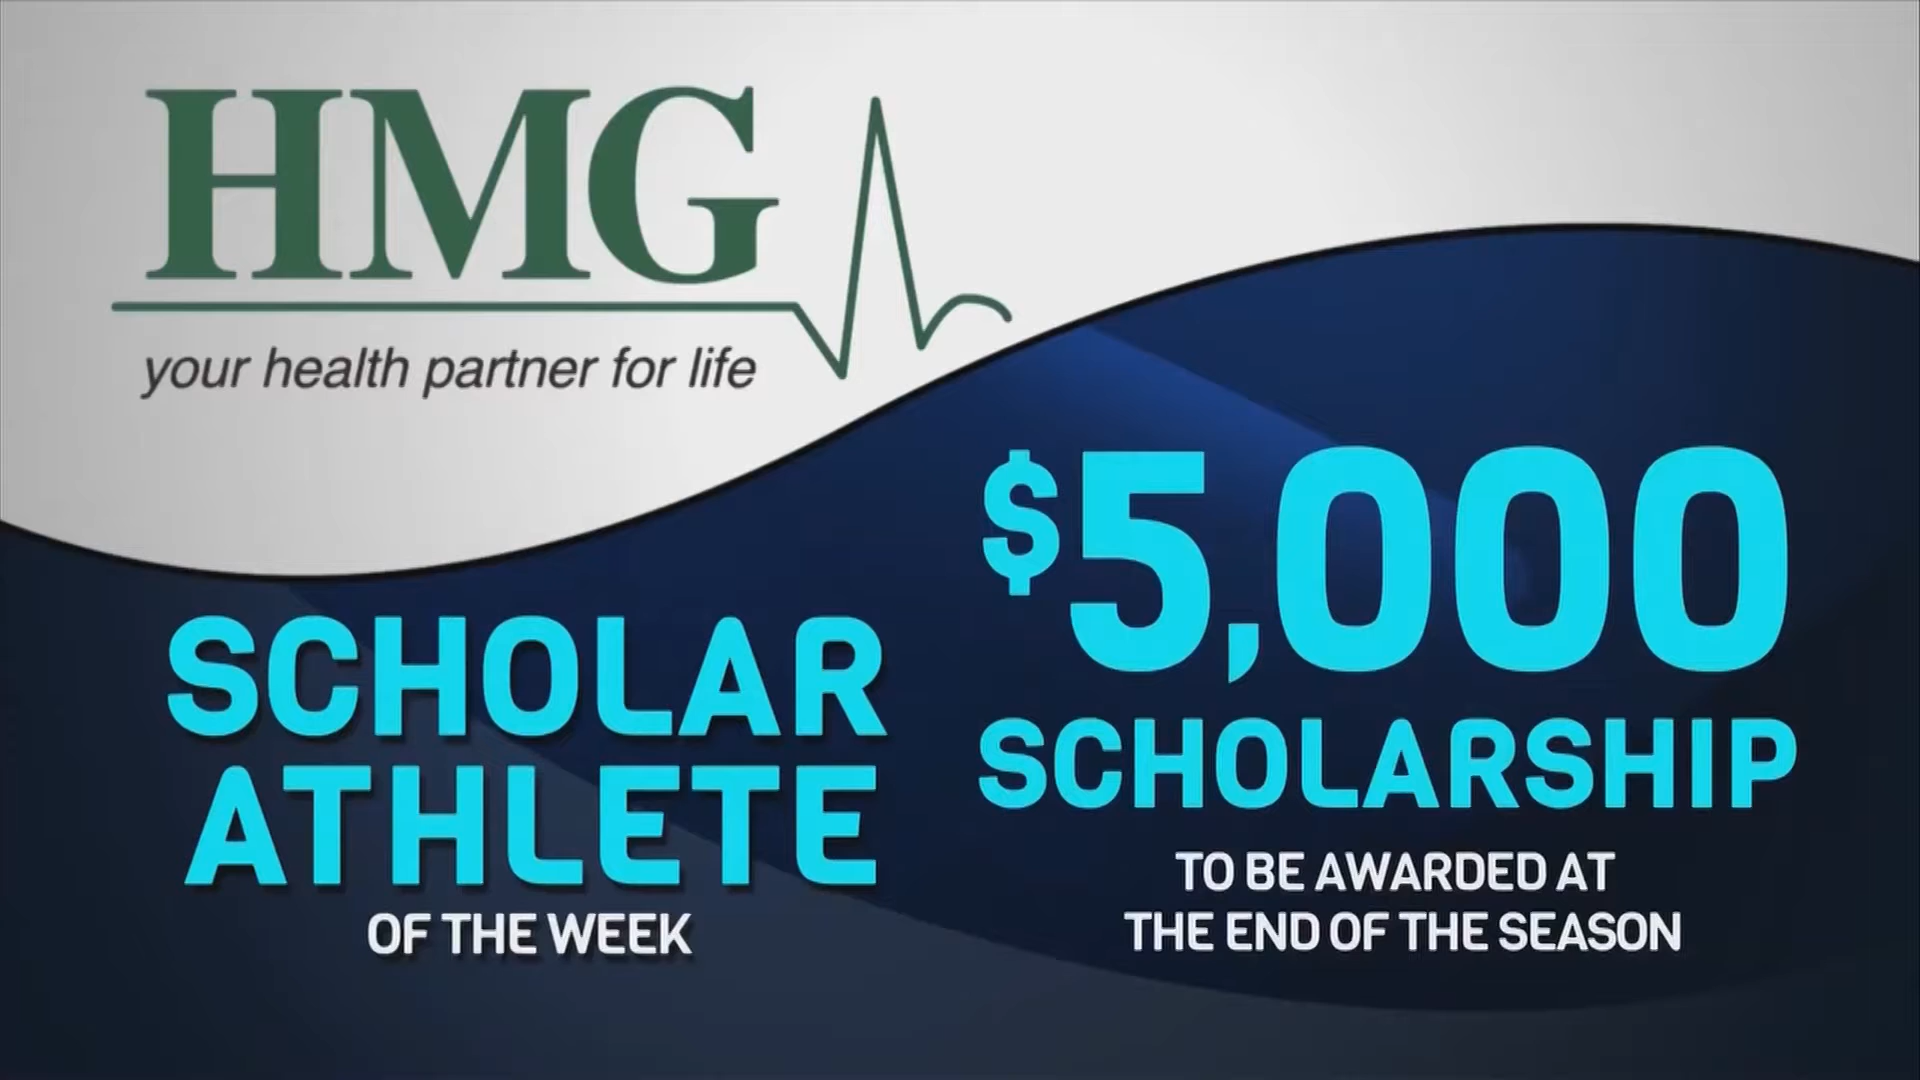 HMG
your health partner for life
SCHOLAR
ATHLETE
OF THE WEEK
$5,000
SCHOLARSHIP
TO BE AWARDED AT
THE END OF THE SEASON